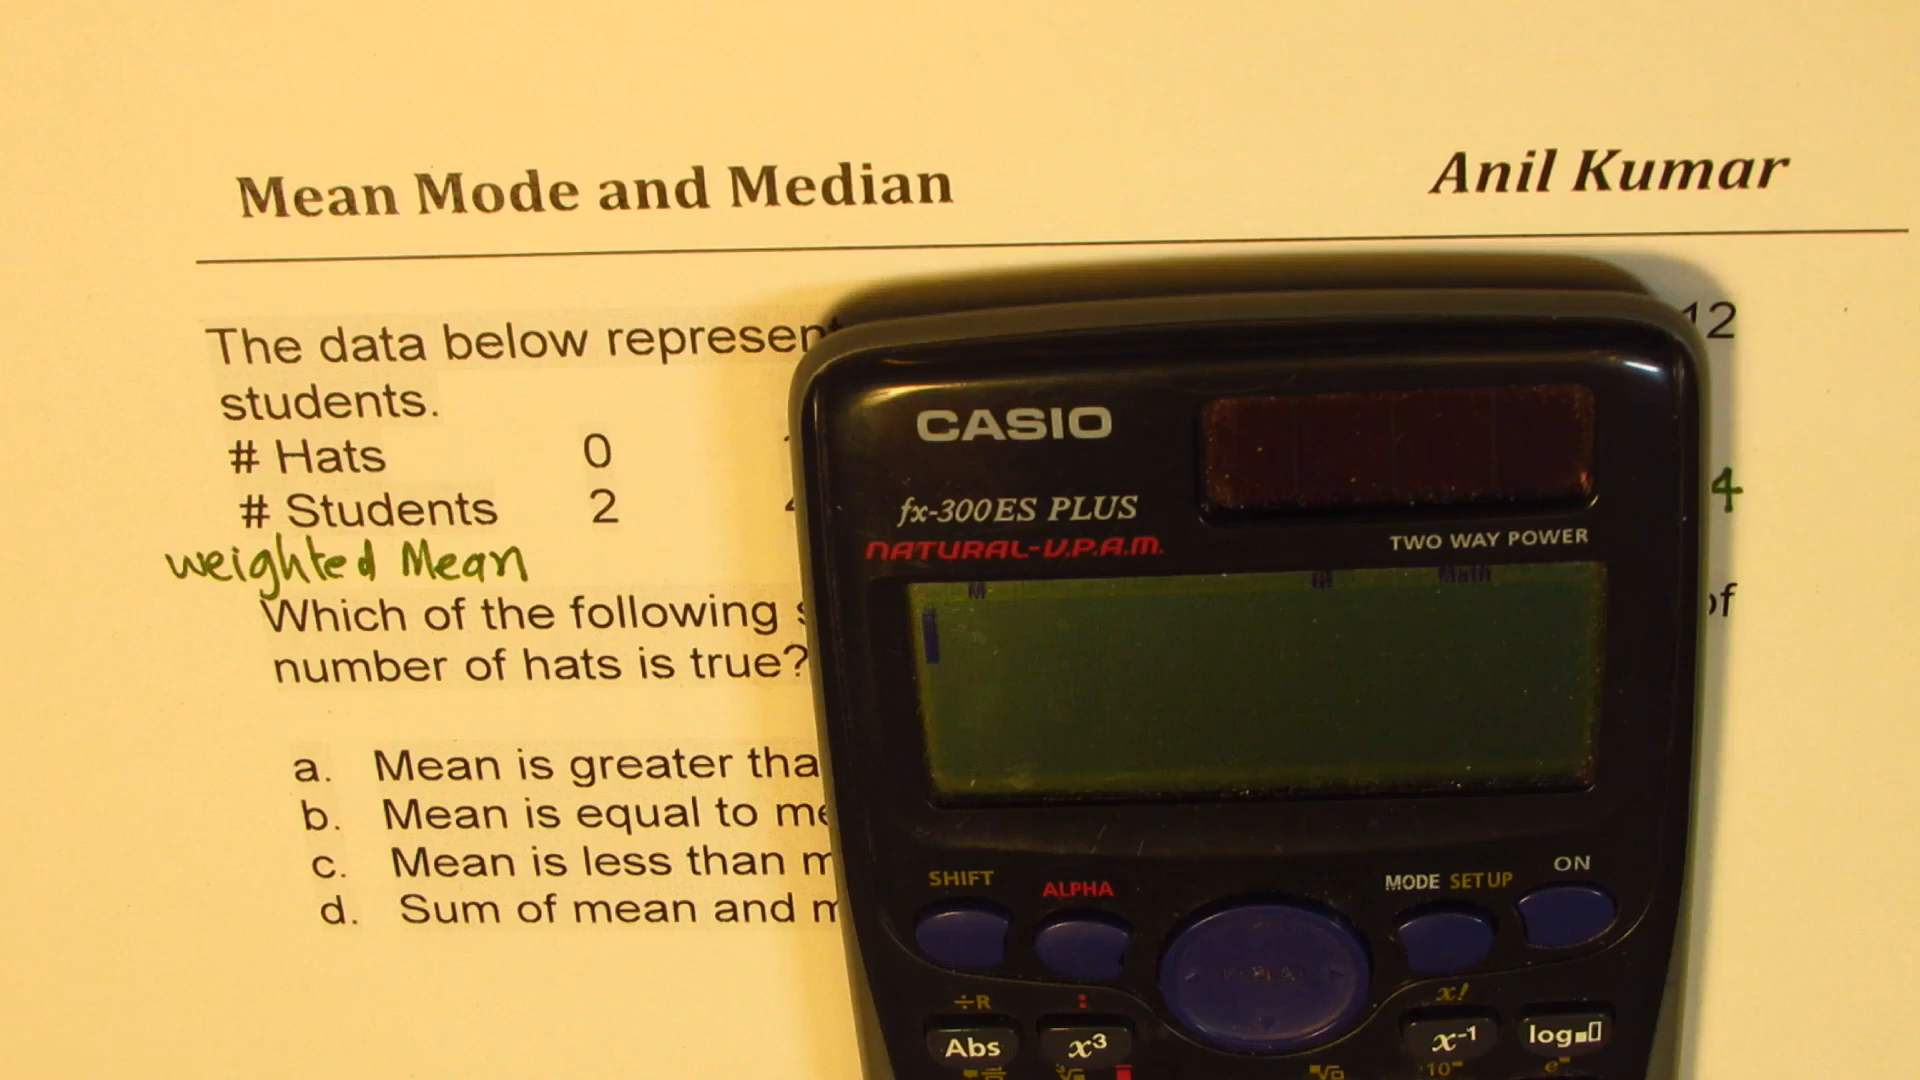 Mean Mode and Median
Anil Kumar
The data below represen
12
students.
# Hats 0
# Students 2
4
weighted Mean
Which of the following
of
number of hats is true?
a. Mean is greater tha
b. Mean is equal to me
c. Mean is less than m
d. Sum of mean and m
CASIO
fx-300ES PLUS
NATURAL-V.P.A.M.
TWO WAY POWER
M D Math
SHIFT
ALPHA
MODE SETUP
ON
REPLAY
÷R
:
x!
Abs
x³
x⁻¹
log